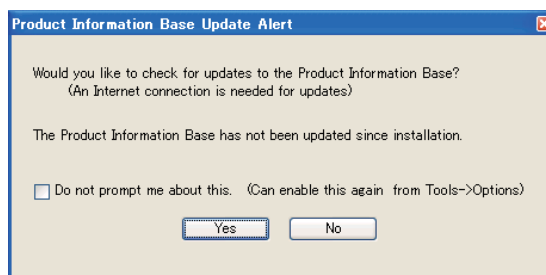 Product Information Base Update Alert
Would you like to check for updates to the Product Information Base?
(An Internet connection is needed for updates)
The Product Information Base has not been updated since installation.
Do not prompt me about this. (Can enable this again from Tools->Options)
Yes No